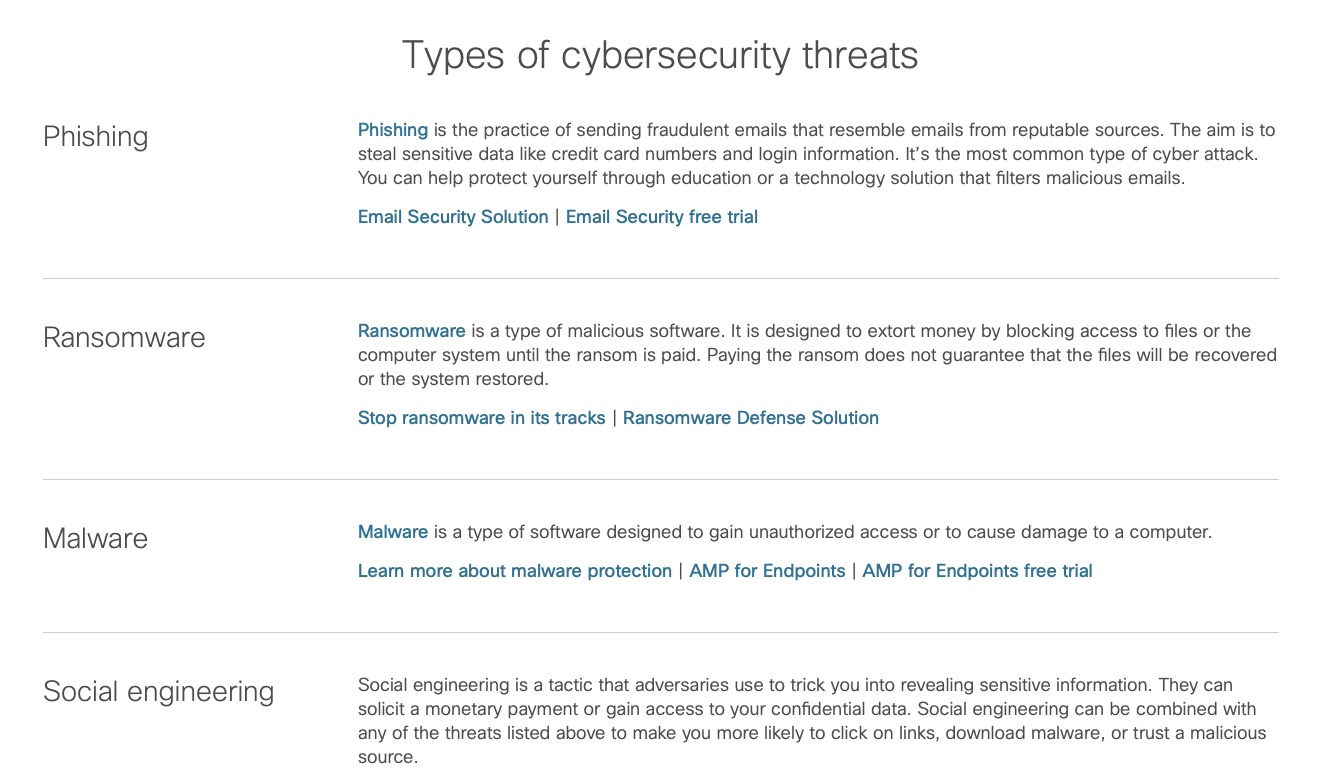 Types of cybersecurity threats
Phishing
Phishing is the practice of sending fraudulent emails that resemble emails from reputable sources. The aim is to
steal sensitive data like credit card numbers and login information. It’s the most common type of cyber attack.
You can help protect yourself through education or a technology solution that filters malicious emails.
Email Security Solution | Email Security free trial
Ransomware
Ransomware is a type of malicious software. It is designed to extort money by blocking access to files or the
computer system until the ransom is paid. Paying the ransom does not guarantee that the files will be recovered
or the system restored.
Stop ransomware in its tracks | Ransomware Defense Solution
Malware
Malware is a type of software designed to gain unauthorized access or to cause damage to a computer.
Learn more about malware protection | AMP for Endpoints | AMP for Endpoints free trial
Social engineering
Social engineering is a tactic that adversaries use to trick you into revealing sensitive information. They can
solicit a monetary payment or gain access to your confidential data. Social engineering can be combined with
any of the threats listed above to make you more likely to click on links, download malware, or trust a malicious
source.